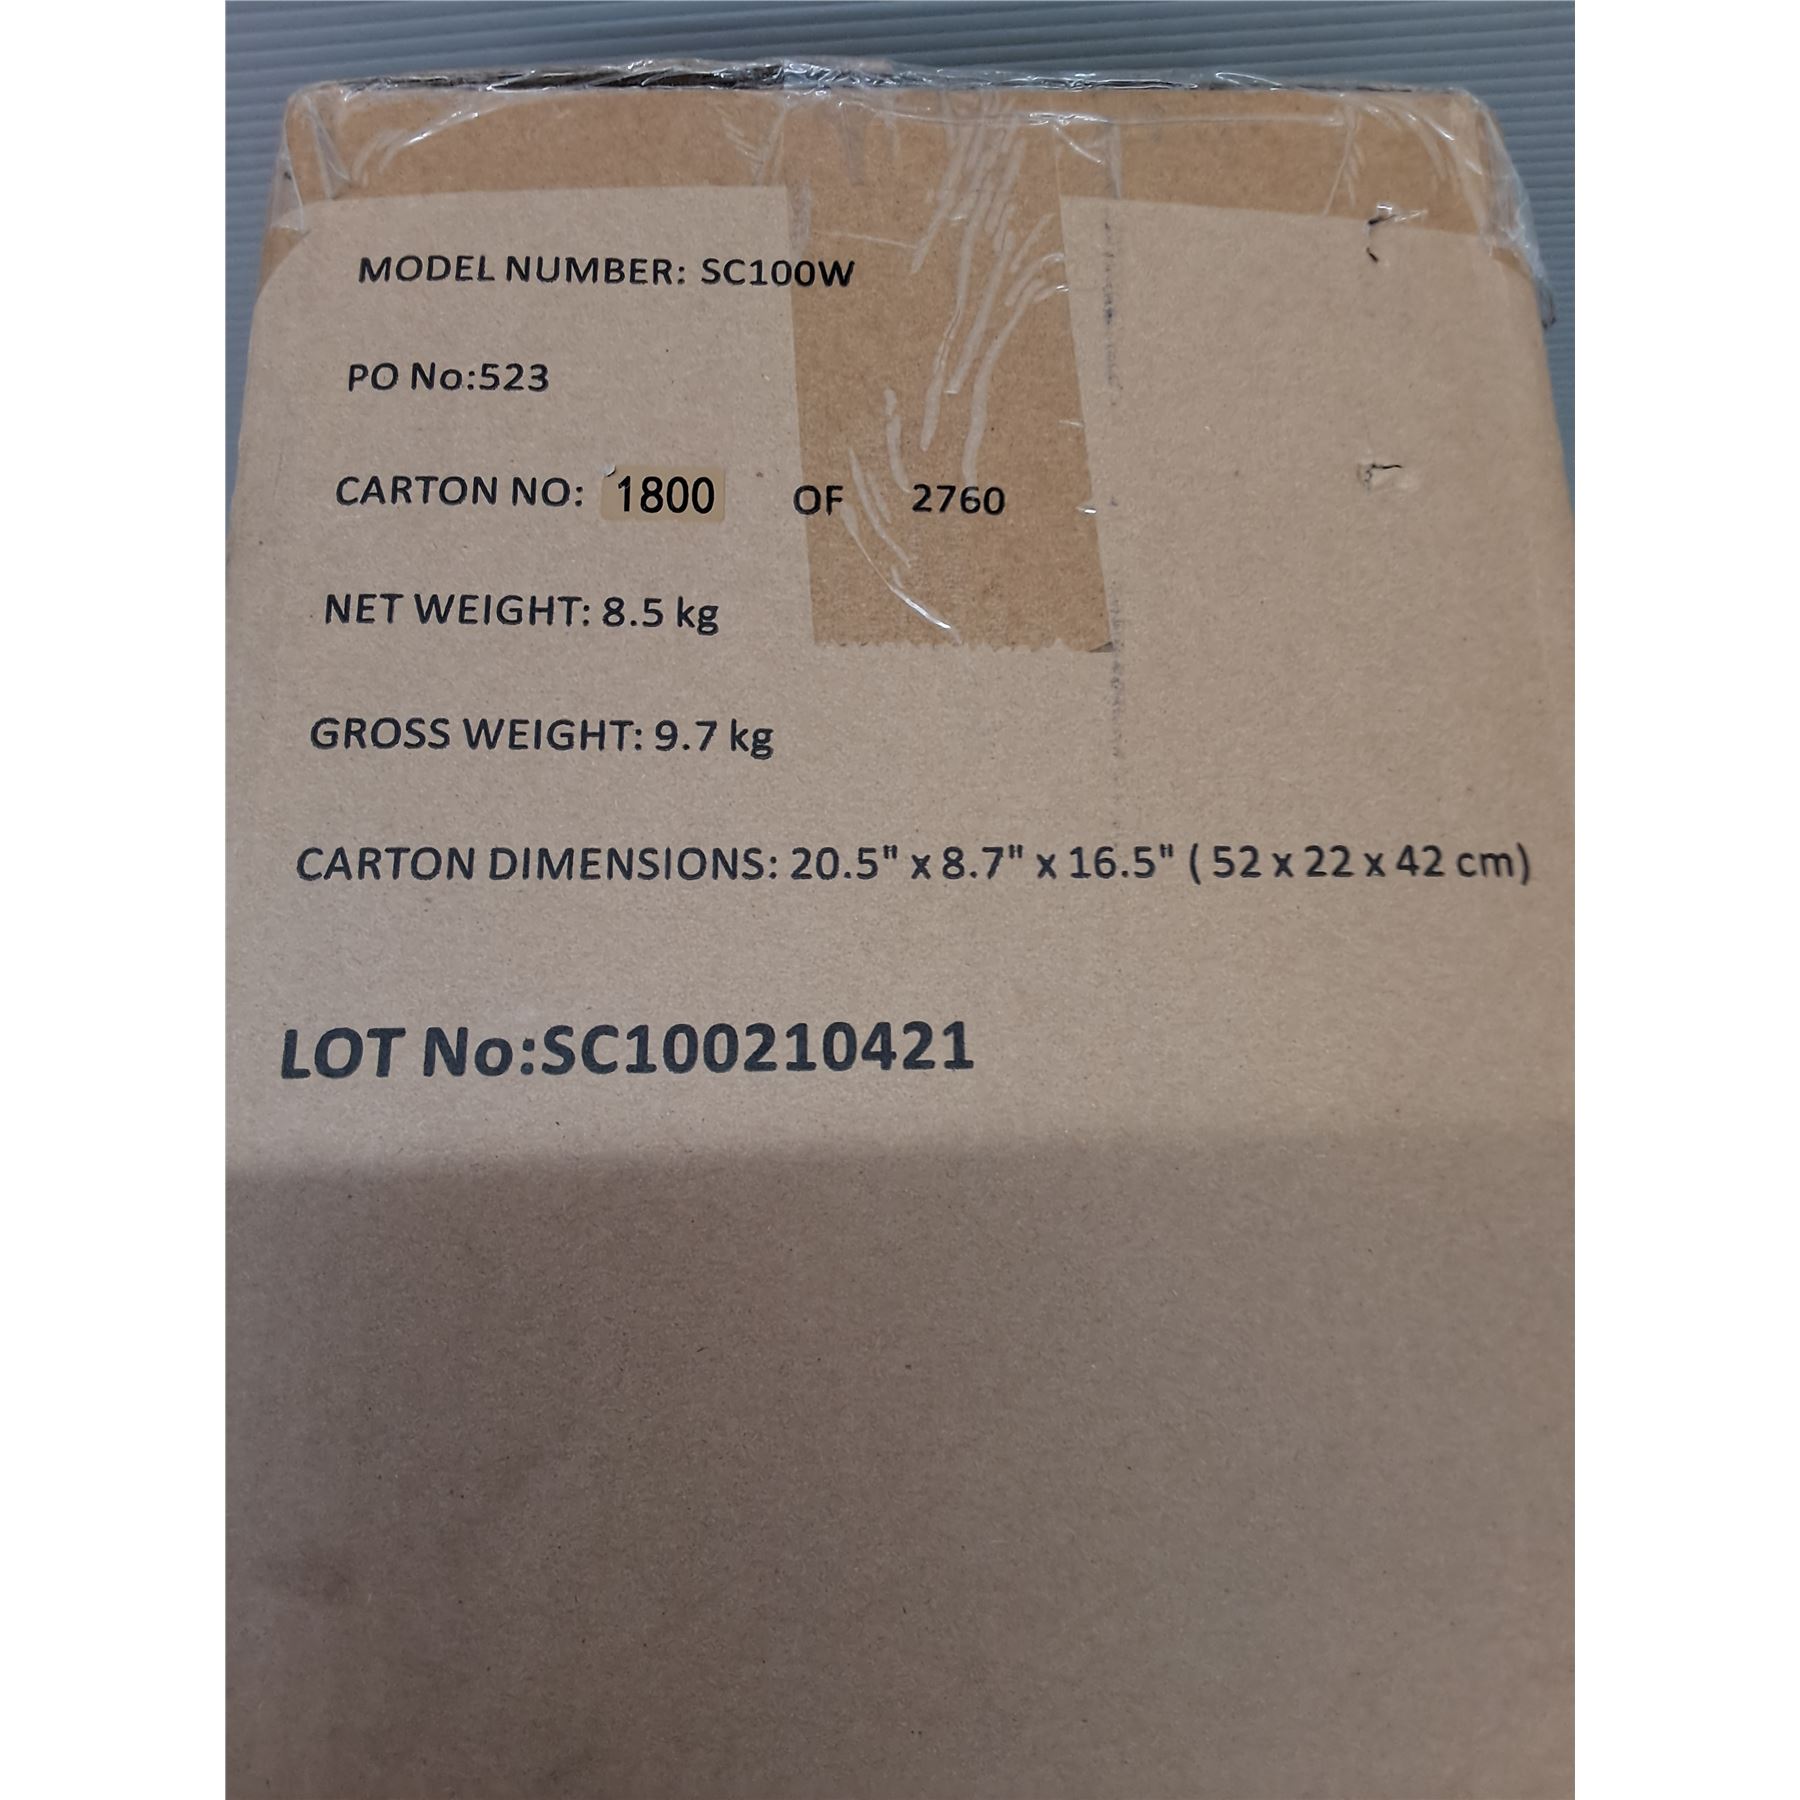 MODEL NUMBER: SC100W
PO No:523
CARTON NO: 1800 OF 2760
NET WEIGHT: 8.5 kg
GROSS WEIGHT: 9.7 kg
CARTON DIMENSIONS: 20.5" x 8.7" x 16.5" ( 52 x 22 x 42 cm)
LOT No:SC100210421